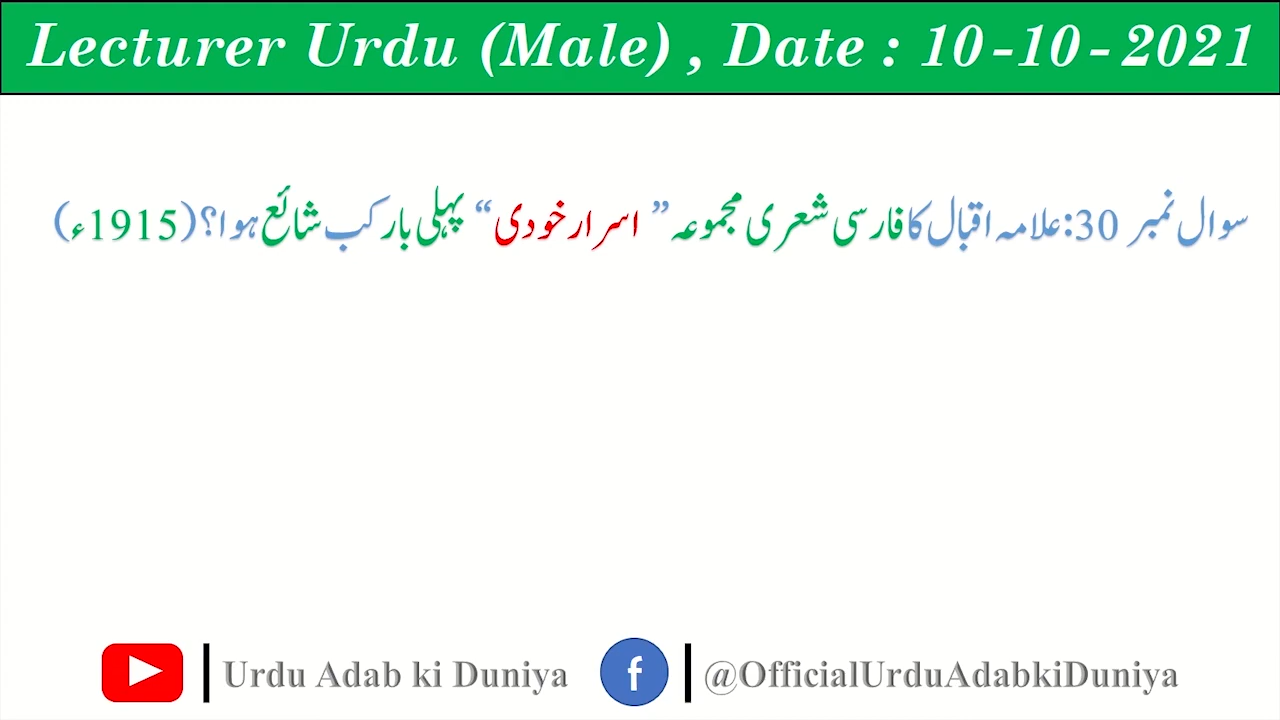 Lecturer Urdu (Male) , Date : 10-10-2021
سوال نمبر 30: علامہ اقبال کا فارسی شعری مجموعہ ” اسرار خودی “ پہلی بار کب شائع ہوا؟ (1915ء)
Urdu Adab ki Duniya
@OfficialUrduAdabkiDuniya